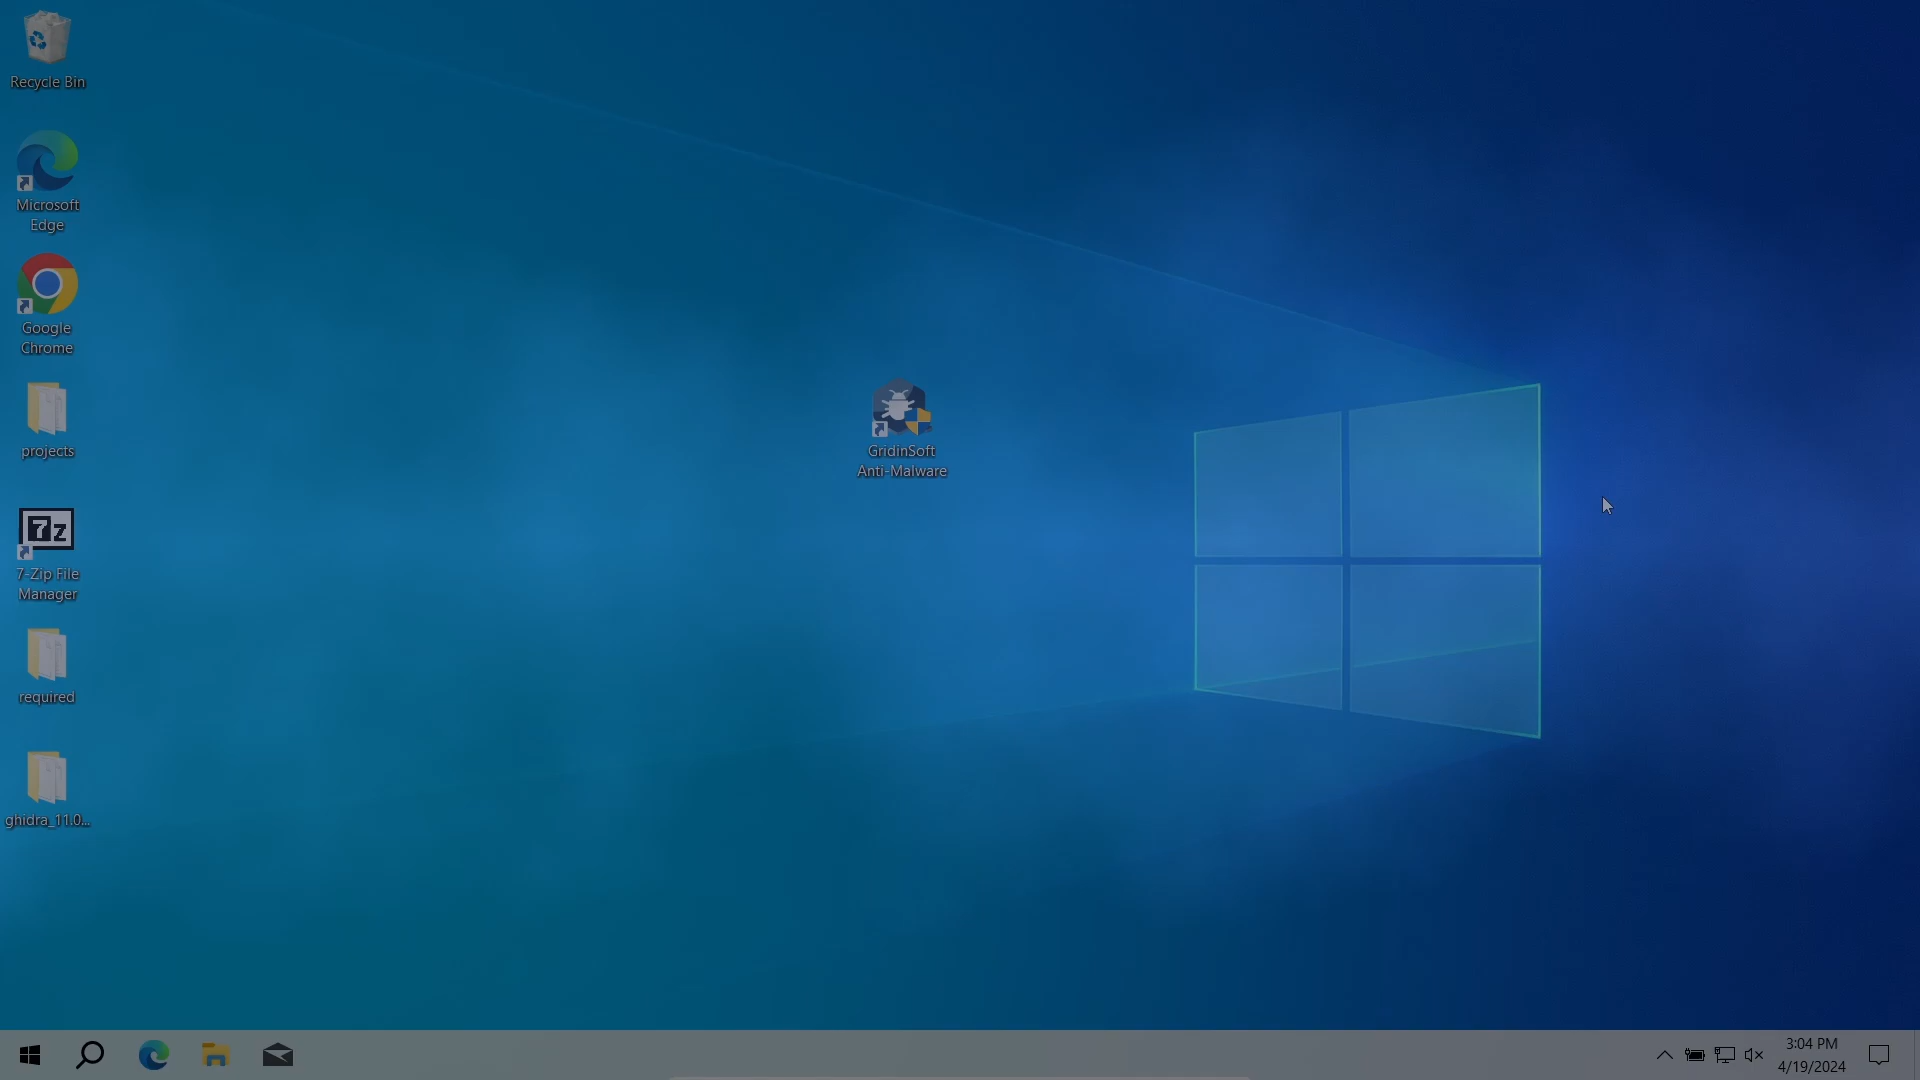 Recycle Bin
Microsoft
Edge
Google
Chrome
projects
7z
7-Zip File
Manager
required
ghidra_11.0...
GridinSoft
Anti-Malware
3:04 PM
4/19/2024